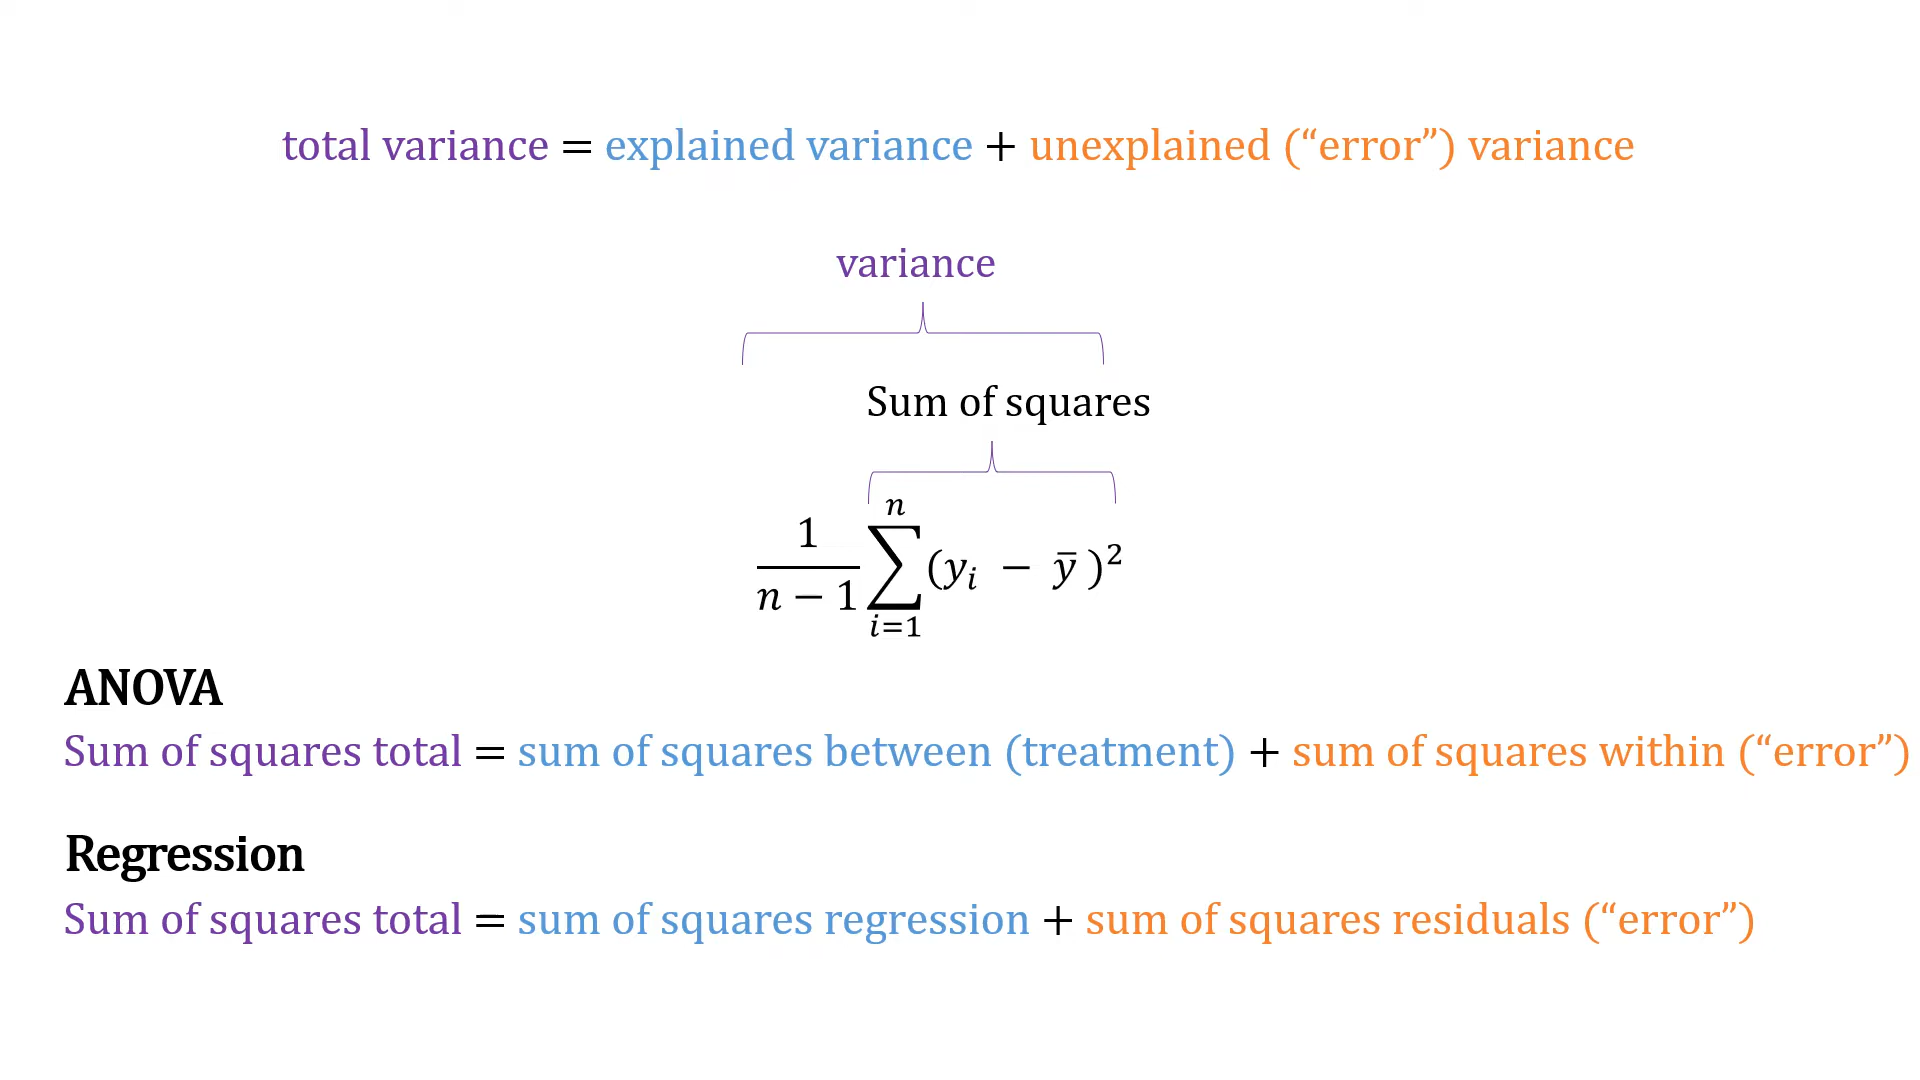 total variance = explained variance + unexplained (“error”) variance
variance
Sum of squares
n
1
n − 1 ∑ (yᵢ − ȳ )²
i=1
ANOVA
Sum of squares total = sum of squares between (treatment) + sum of squares within (“error”)
Regression
Sum of squares total = sum of squares regression + sum of squares residuals (“error”)